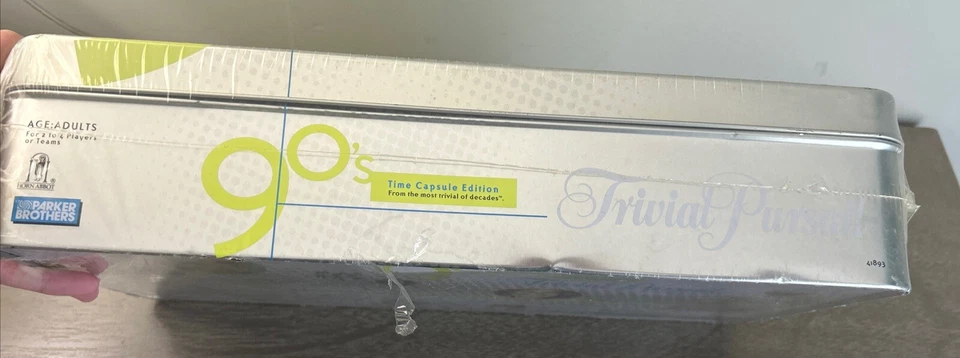 AGE:ADULTS
For 2 to 4 Players
or Teams
HORN ABBOT
PARKER
BROTHERS
90's
Time Capsule Edition
From the most trivial of decades™.
Trivial Pursuit
41893